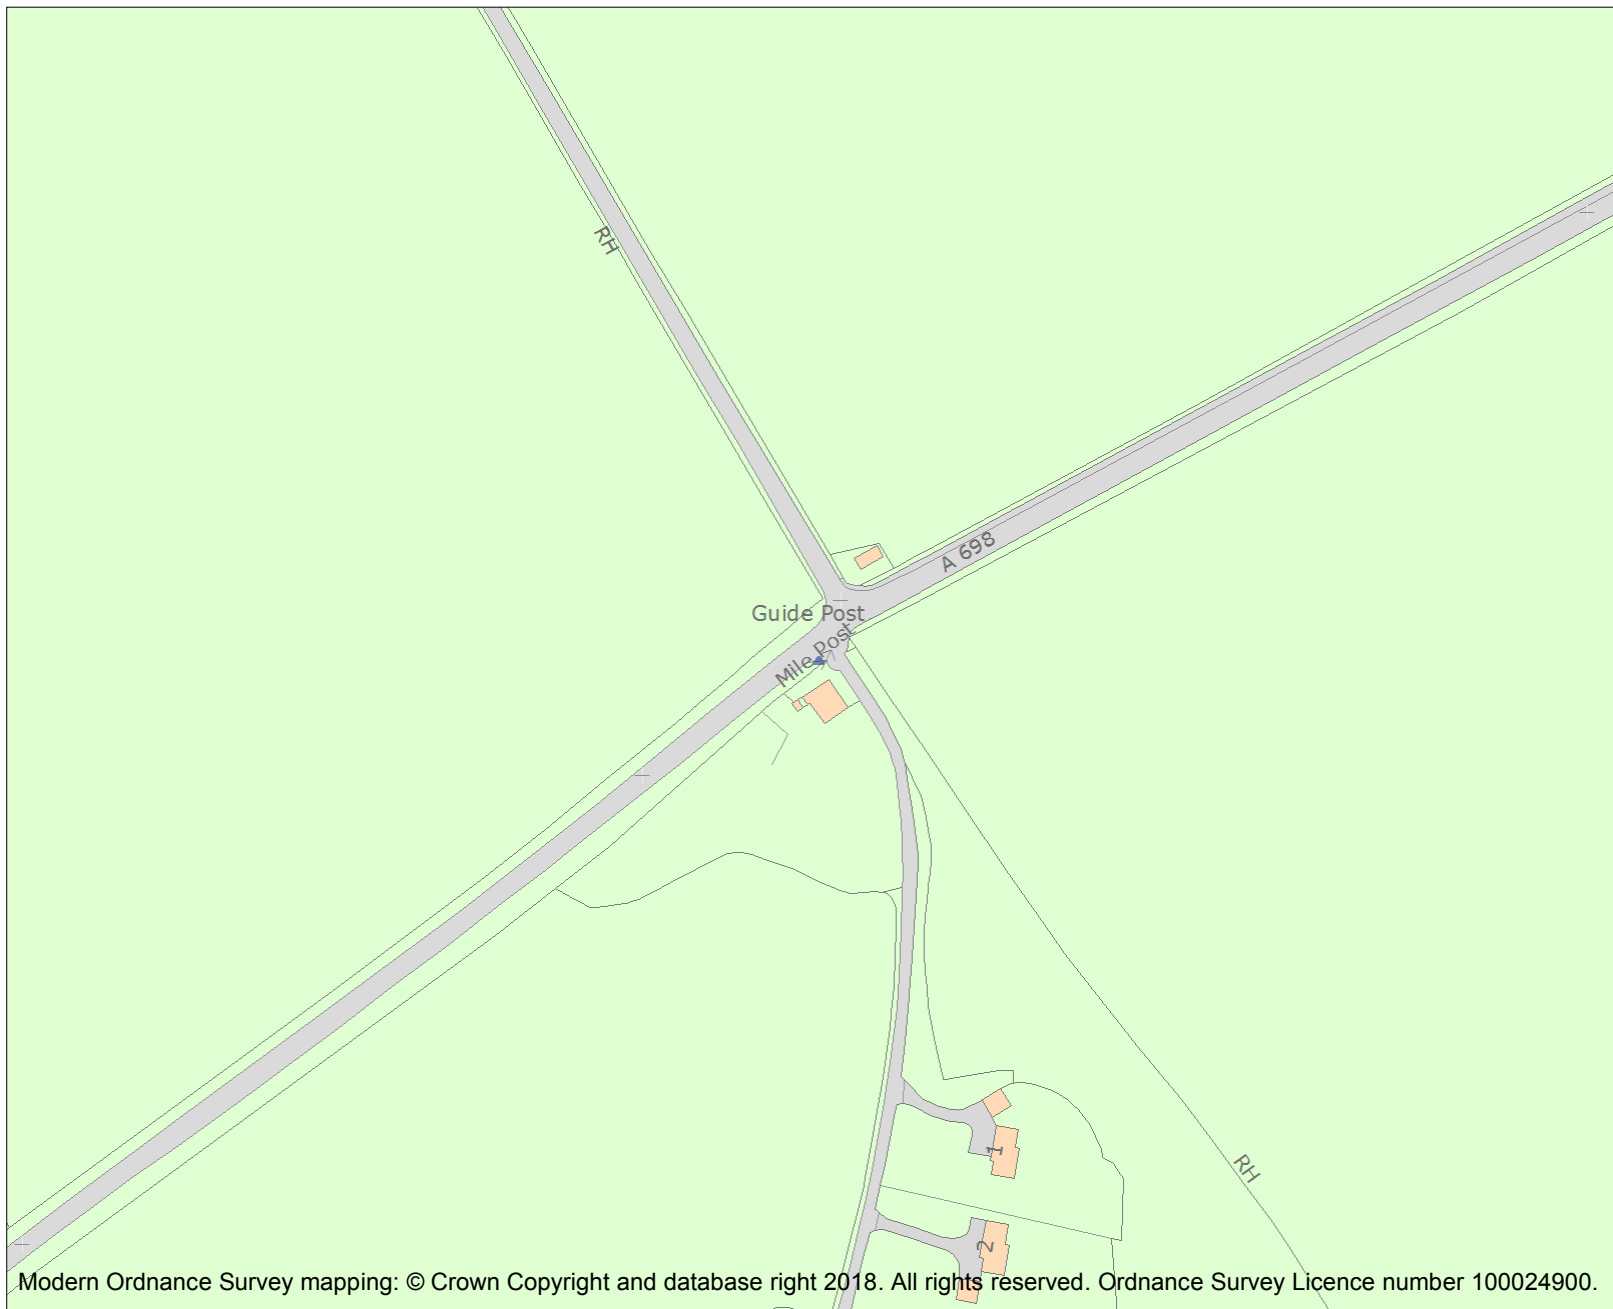 RH
A 698
Guide Post
Mile Post
1
RH
2
Modern Ordnance Survey mapping: © Crown Copyright and database right 2018. All rights reserved. Ordnance Survey Licence number 100024900.